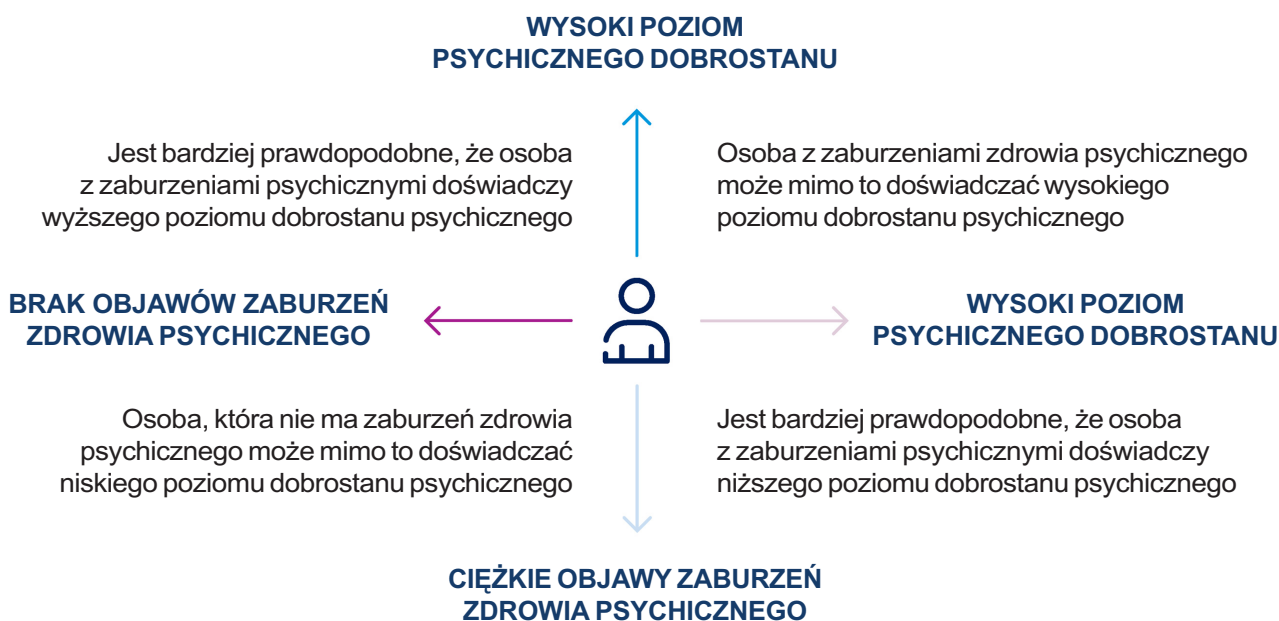 WYSOKI POZIOM
PSYCHICZNEGO DOBROSTANU
Jest bardziej prawdopodobne, że osoba
z zaburzeniami psychicznymi doświadczy
wyższego poziomu dobrostanu psychicznego
Osoba z zaburzeniami zdrowia psychicznego
może mimo to doświadczać wysokiego
poziomu dobrostanu psychicznego
BRAK OBJAWÓW ZABURZEŃ
ZDROWIA PSYCHICZNEGO
WYSOKI POZIOM
PSYCHICZNEGO DOBROSTANU
Osoba, która nie ma zaburzeń zdrowia
psychicznego może mimo to doświadczać
niskiego poziomu dobrostanu psychicznego
Jest bardziej prawdopodobne, że osoba
z zaburzeniami psychicznymi doświadczy
niższego poziomu dobrostanu psychicznego
CIĘŻKIE OBJAWY ZABURZEŃ
ZDROWIA PSYCHICZNEGO